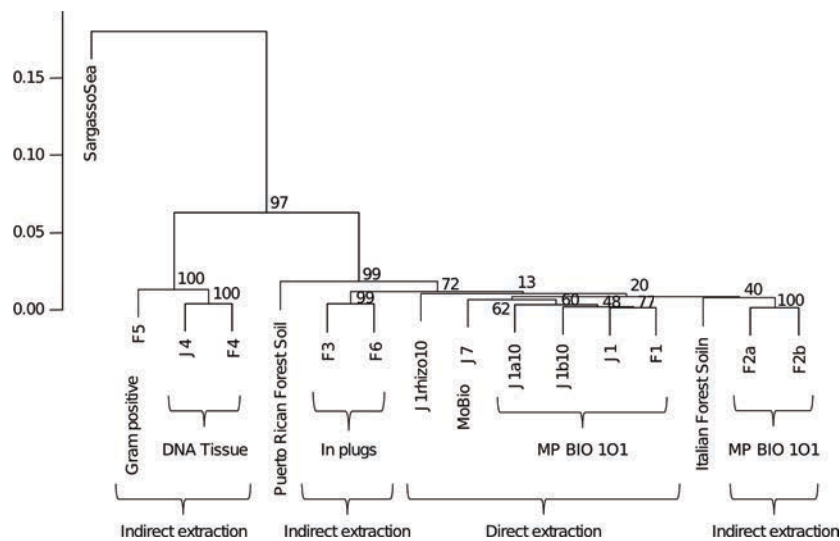 0.15
0.10
0.05
0.00
SargassoSea
97
100
100
99
99
72
13
20
62
60
48
77
40
100
F5
J 4
F4
Puerto Rican Forest Soil
F3
F6
J 1rhizo10
J 7
J 1a10
J 1b10
J 1
F1
Italian Forest Soiln
F2a
F2b
Gram positive
DNA Tissue
In plugs
MoBio
MP BIO 1O1
MP BIO 1O1
Indirect extraction
Indirect extraction
Direct extraction
Indirect extraction